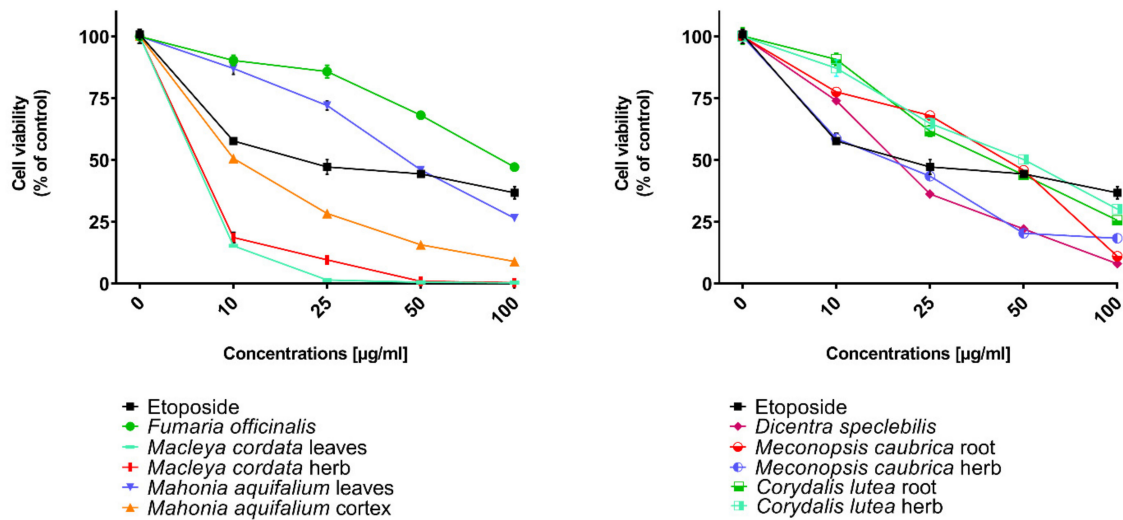 Cell viability
(% of control)
100
75
50
25
0
0 10 25 50 100
Concentrations [µg/ml]
Etoposide
Fumaria officinalis
Macleya cordata leaves
Macleya cordata herb
Mahonia aquifalium leaves
Mahonia aquifalium cortex
Cell viability
(% of control)
100
75
50
25
0
0 10 25 50 100
Concentrations [µg/ml]
Etoposide
Dicentra speclebilis
Meconopsis caubrica root
Meconopsis caubrica herb
Corydalis lutea root
Corydalis lutea herb